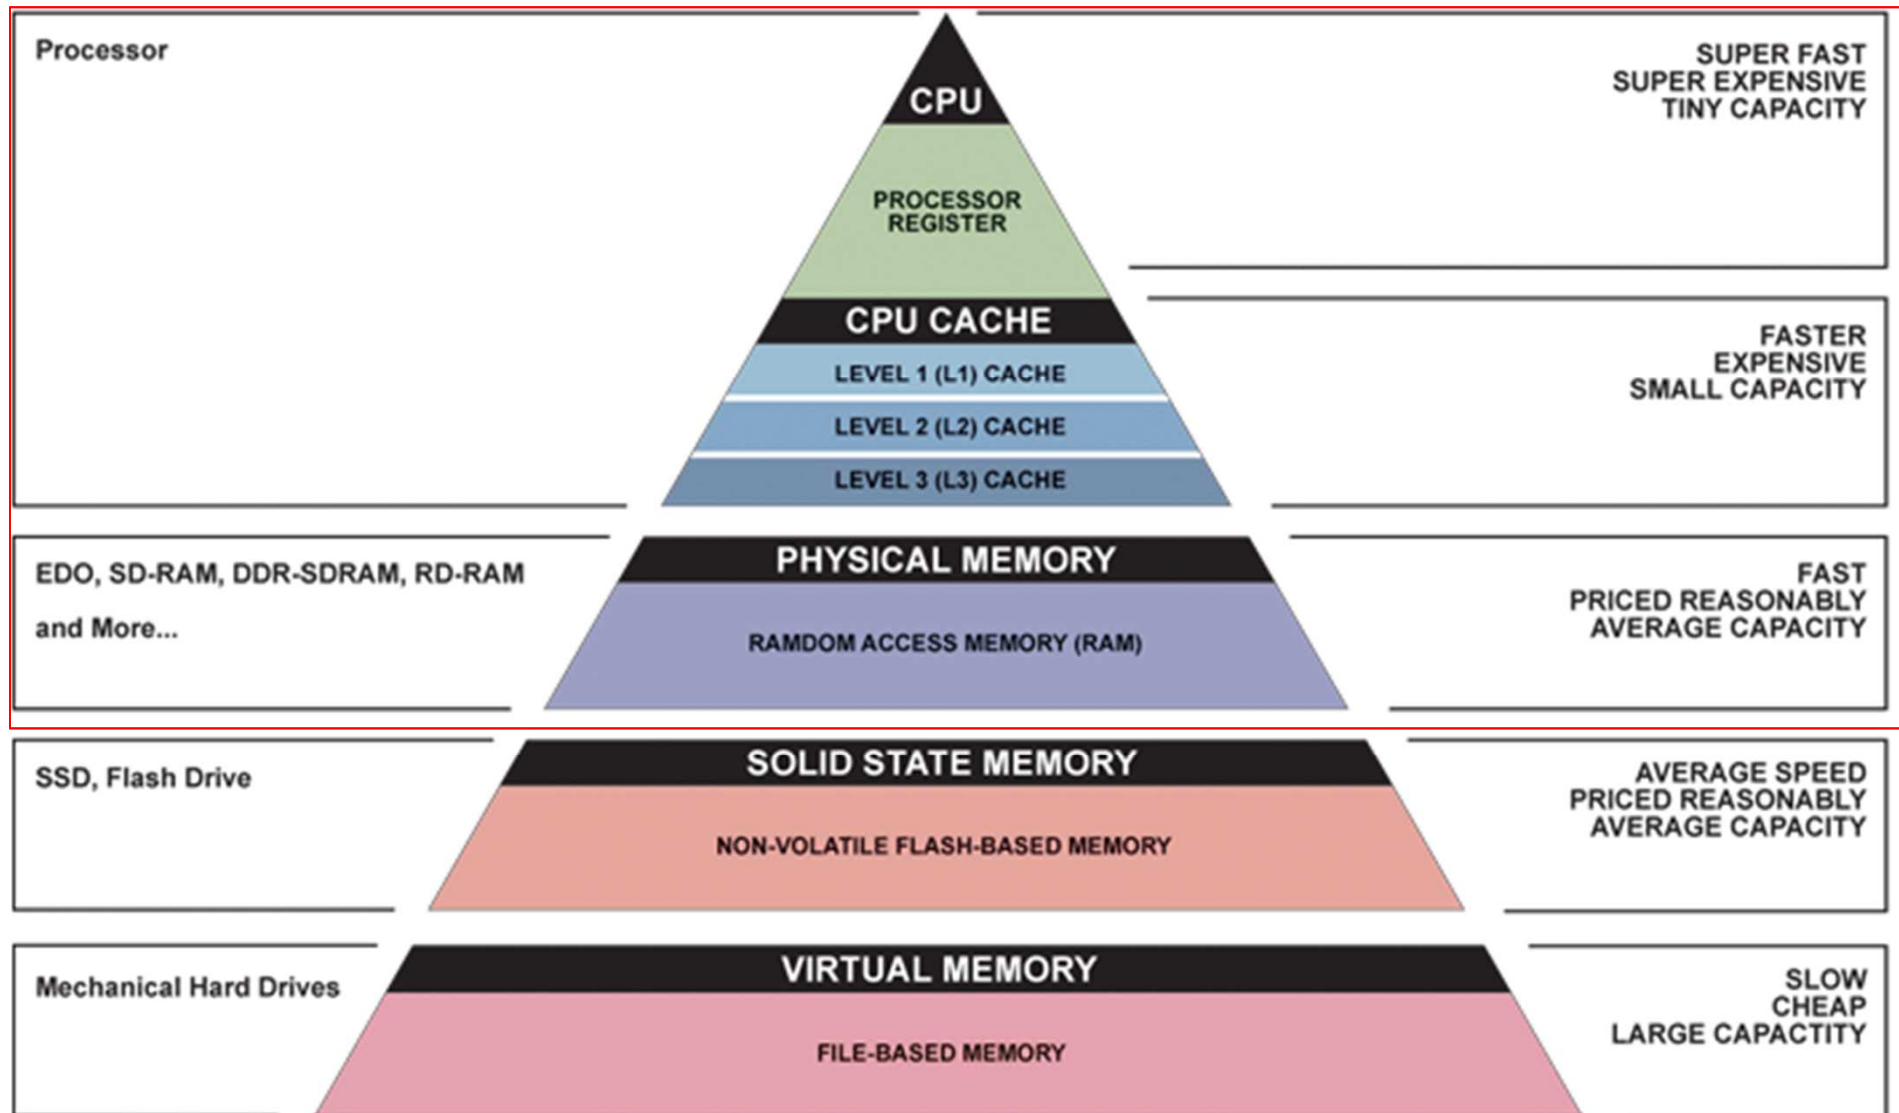 Processor
CPU
SUPER FAST
SUPER EXPENSIVE
TINY CAPACITY
PROCESSOR
REGISTER
CPU CACHE
LEVEL 1 (L1) CACHE
LEVEL 2 (L2) CACHE
LEVEL 3 (L3) CACHE
FASTER
EXPENSIVE
SMALL CAPACITY
EDO, SD-RAM, DDR-SDRAM, RD-RAM
and More...
PHYSICAL MEMORY
RAMDOM ACCESS MEMORY (RAM)
FAST
PRICED REASONABLY
AVERAGE CAPACITY
SSD, Flash Drive
SOLID STATE MEMORY
NON-VOLATILE FLASH-BASED MEMORY
AVERAGE SPEED
PRICED REASONABLY
AVERAGE CAPACITY
Mechanical Hard Drives
VIRTUAL MEMORY
FILE-BASED MEMORY
SLOW
CHEAP
LARGE CAPACTITY